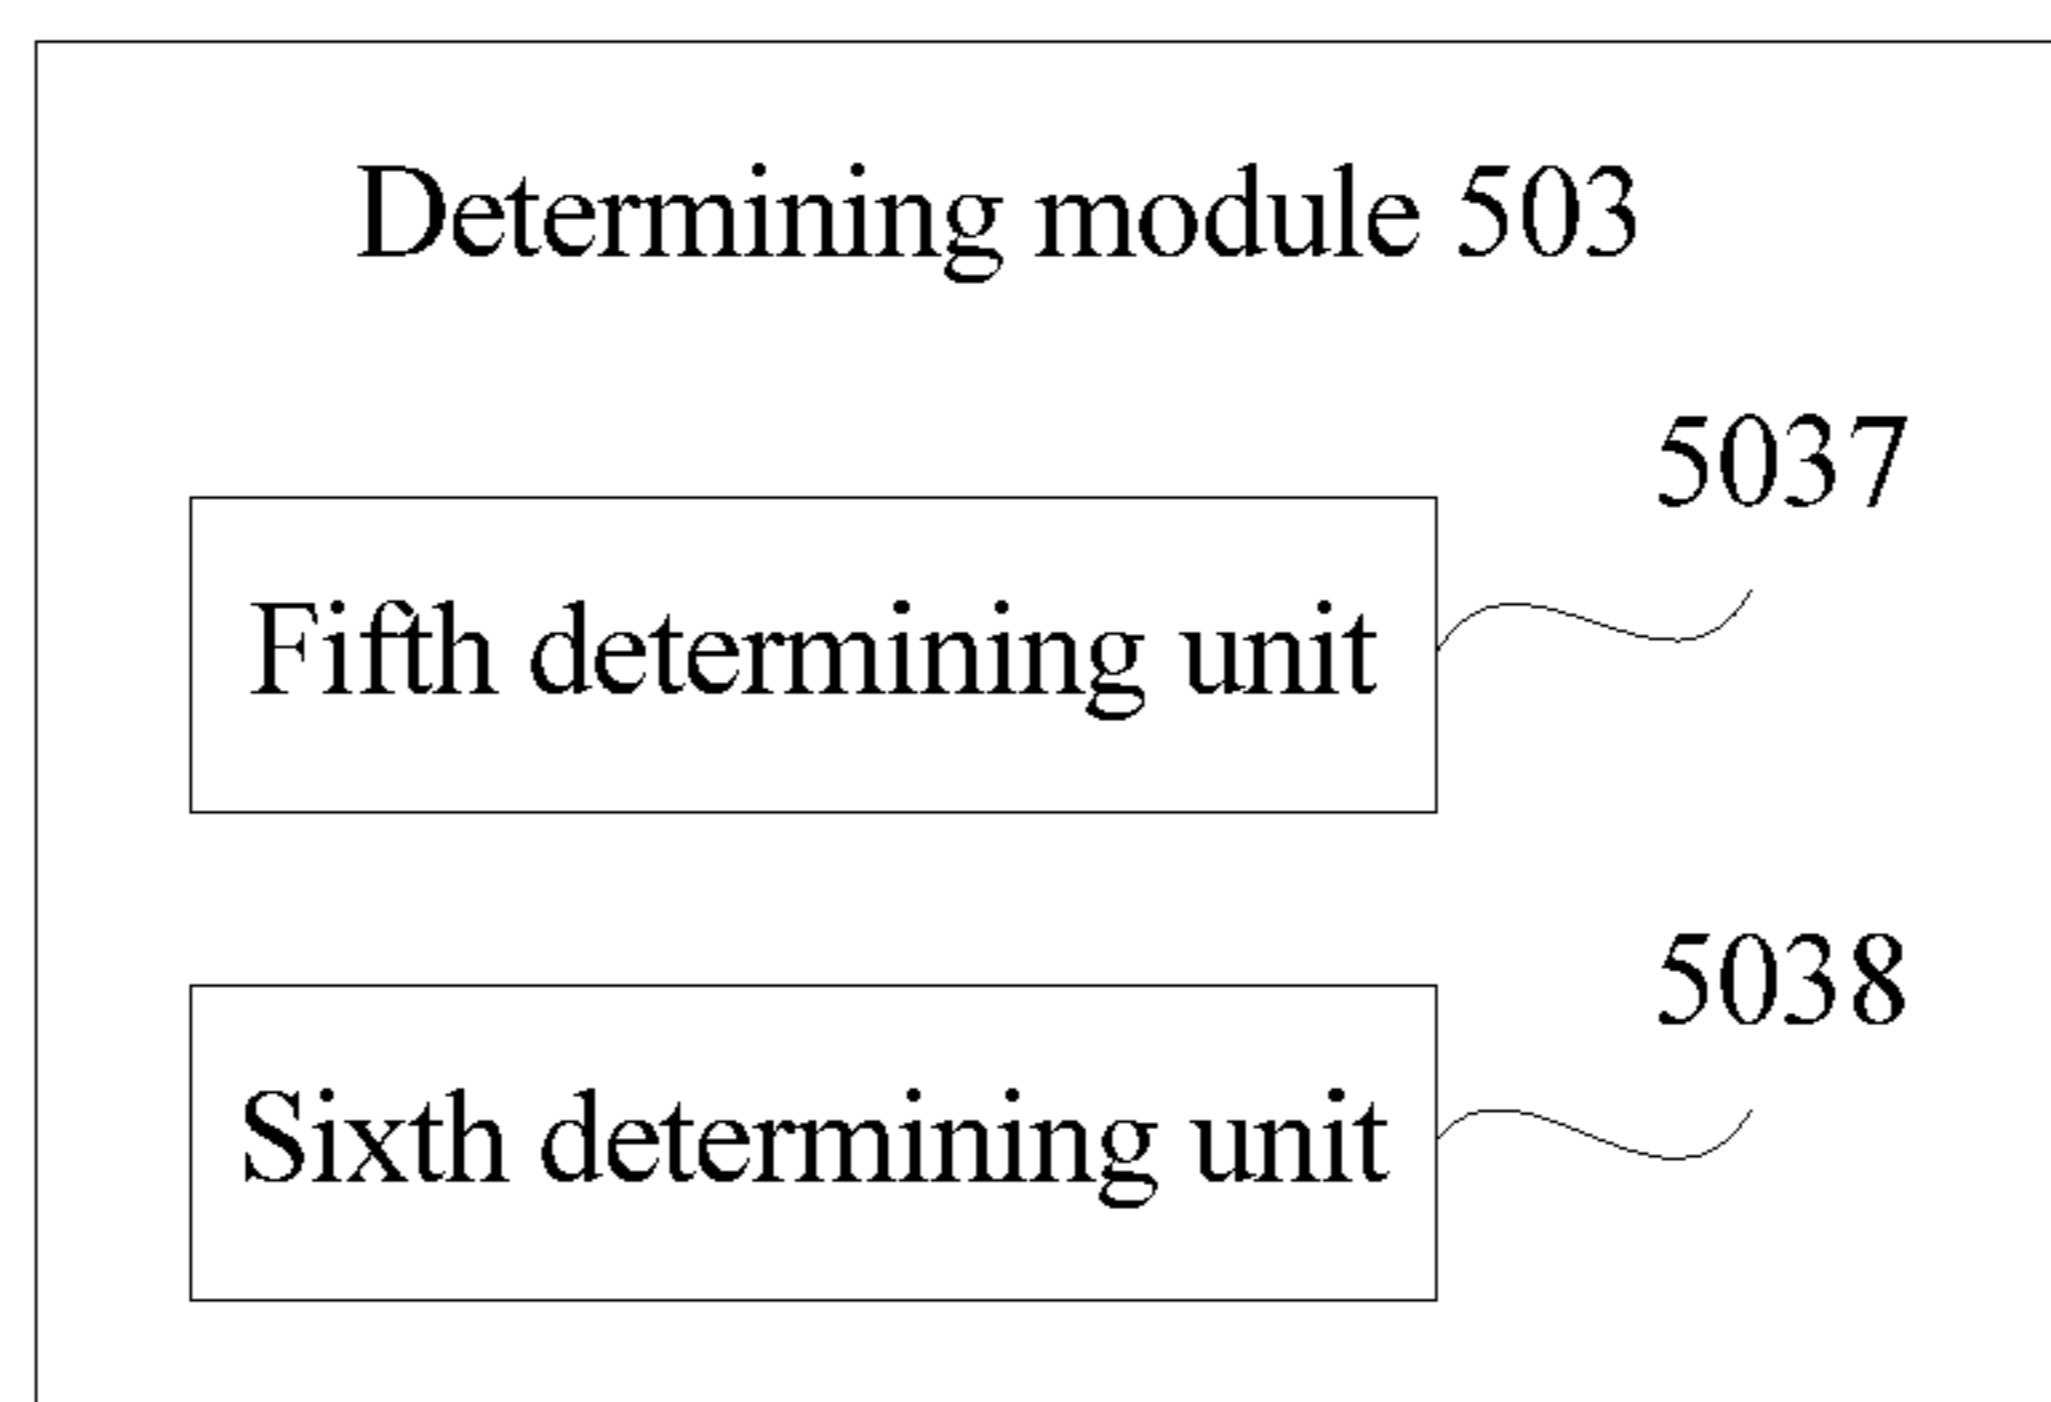 Determining module 503
5037
Fifth determining unit
5038
Sixth determining unit